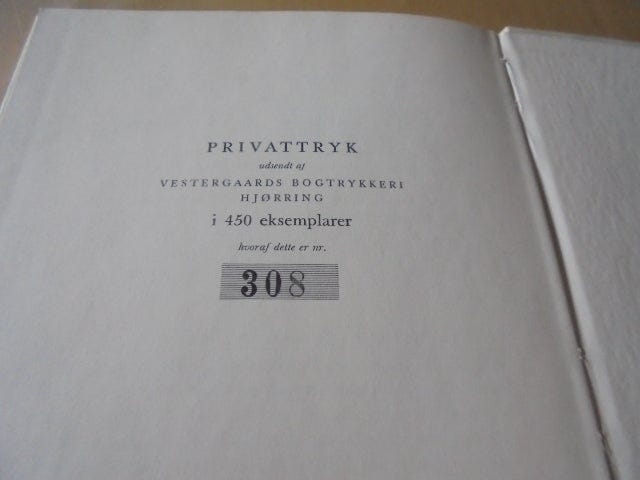 PRIVATTRYK
udsendt af
VESTERGAARDS BOGTRYKKERI
HJØRRING
i 450 eksemplarer
hvoraf dette er nr.
308